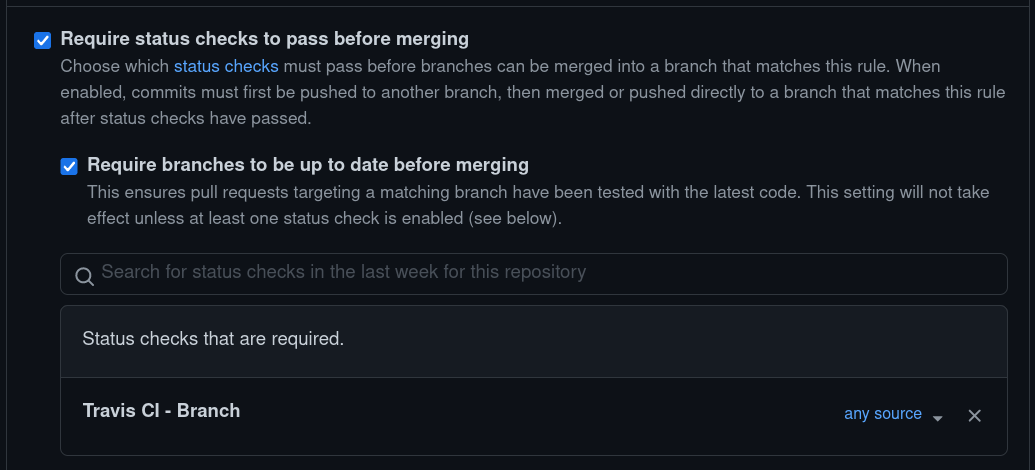 Require status checks to pass before merging
Choose which status checks must pass before branches can be merged into a branch that matches this rule. When
enabled, commits must first be pushed to another branch, then merged or pushed directly to a branch that matches this rule
after status checks have passed.
Require branches to be up to date before merging
This ensures pull requests targeting a matching branch have been tested with the latest code. This setting will not take
effect unless at least one status check is enabled (see below).
Search for status checks in the last week for this repository
Status checks that are required.
Travis CI - Branch any source